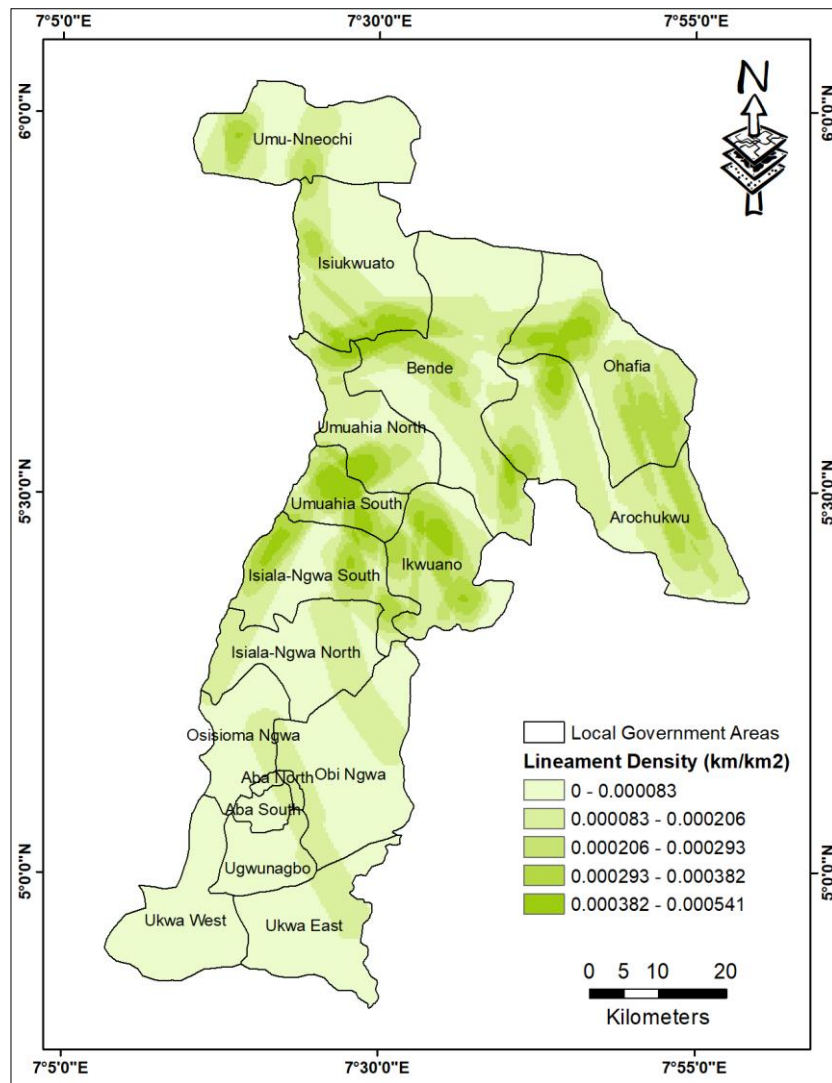 7°5'0"E 7°30'0"E 7°55'0"E
6°0'0"N 6°0'0"N
N
Umu-Nneochi
Isiukwuato
Bende
Ohafia
Umuahia North
5°30'0"N 5°30'0"N
Umuahia South
Arochukwu
Isiala-Ngwa South
Ikwuano
Isiala-Ngwa North
Osisioma Ngwa
Aba North
Obi Ngwa
Aba South
Ugwunagbo
5°0'0"N 5°0'0"N
Ukwa West
Ukwa East
Local Government Areas
Lineament Density (km/km2)
0 - 0.000083
0.000083 - 0.000206
0.000206 - 0.000293
0.000293 - 0.000382
0.000382 - 0.000541
0 5 10 20
Kilometers
7°5'0"E 7°30'0"E 7°55'0"E